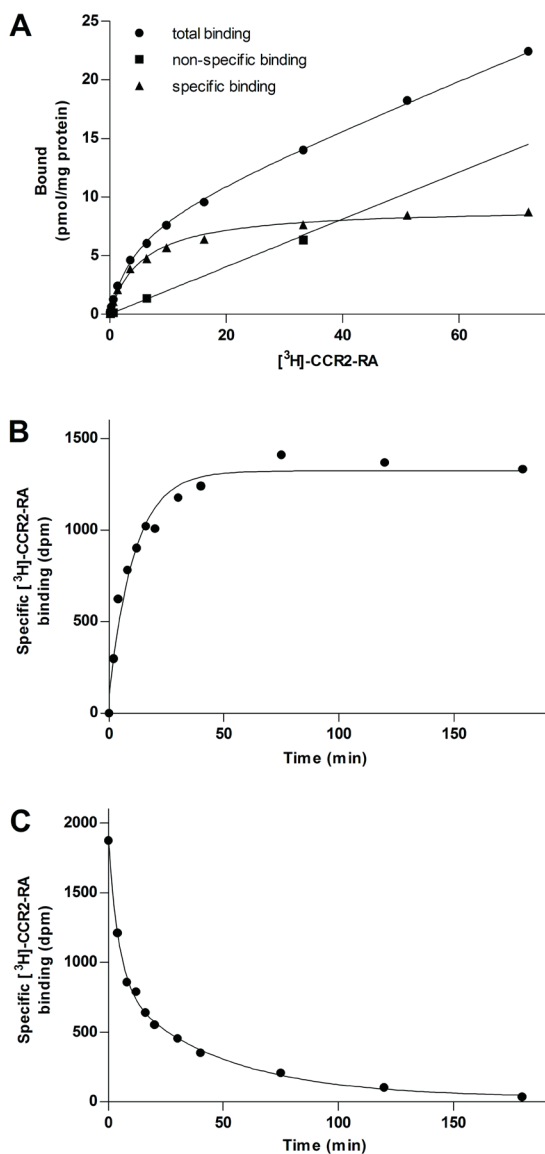 A
total binding
non-specific binding
specific binding
Bound
(pmol/mg protein)
25
20
15
10
5
0
0 20 40 60
[³H]-CCR2-RA
B
Specific [³H]-CCR2-RA
binding (dpm)
1500
1000
500
0
0 50 100 150
Time (min)
C
Specific [³H]-CCR2-RA
binding (dpm)
2000
1500
1000
500
0
0 50 100 150
Time (min)